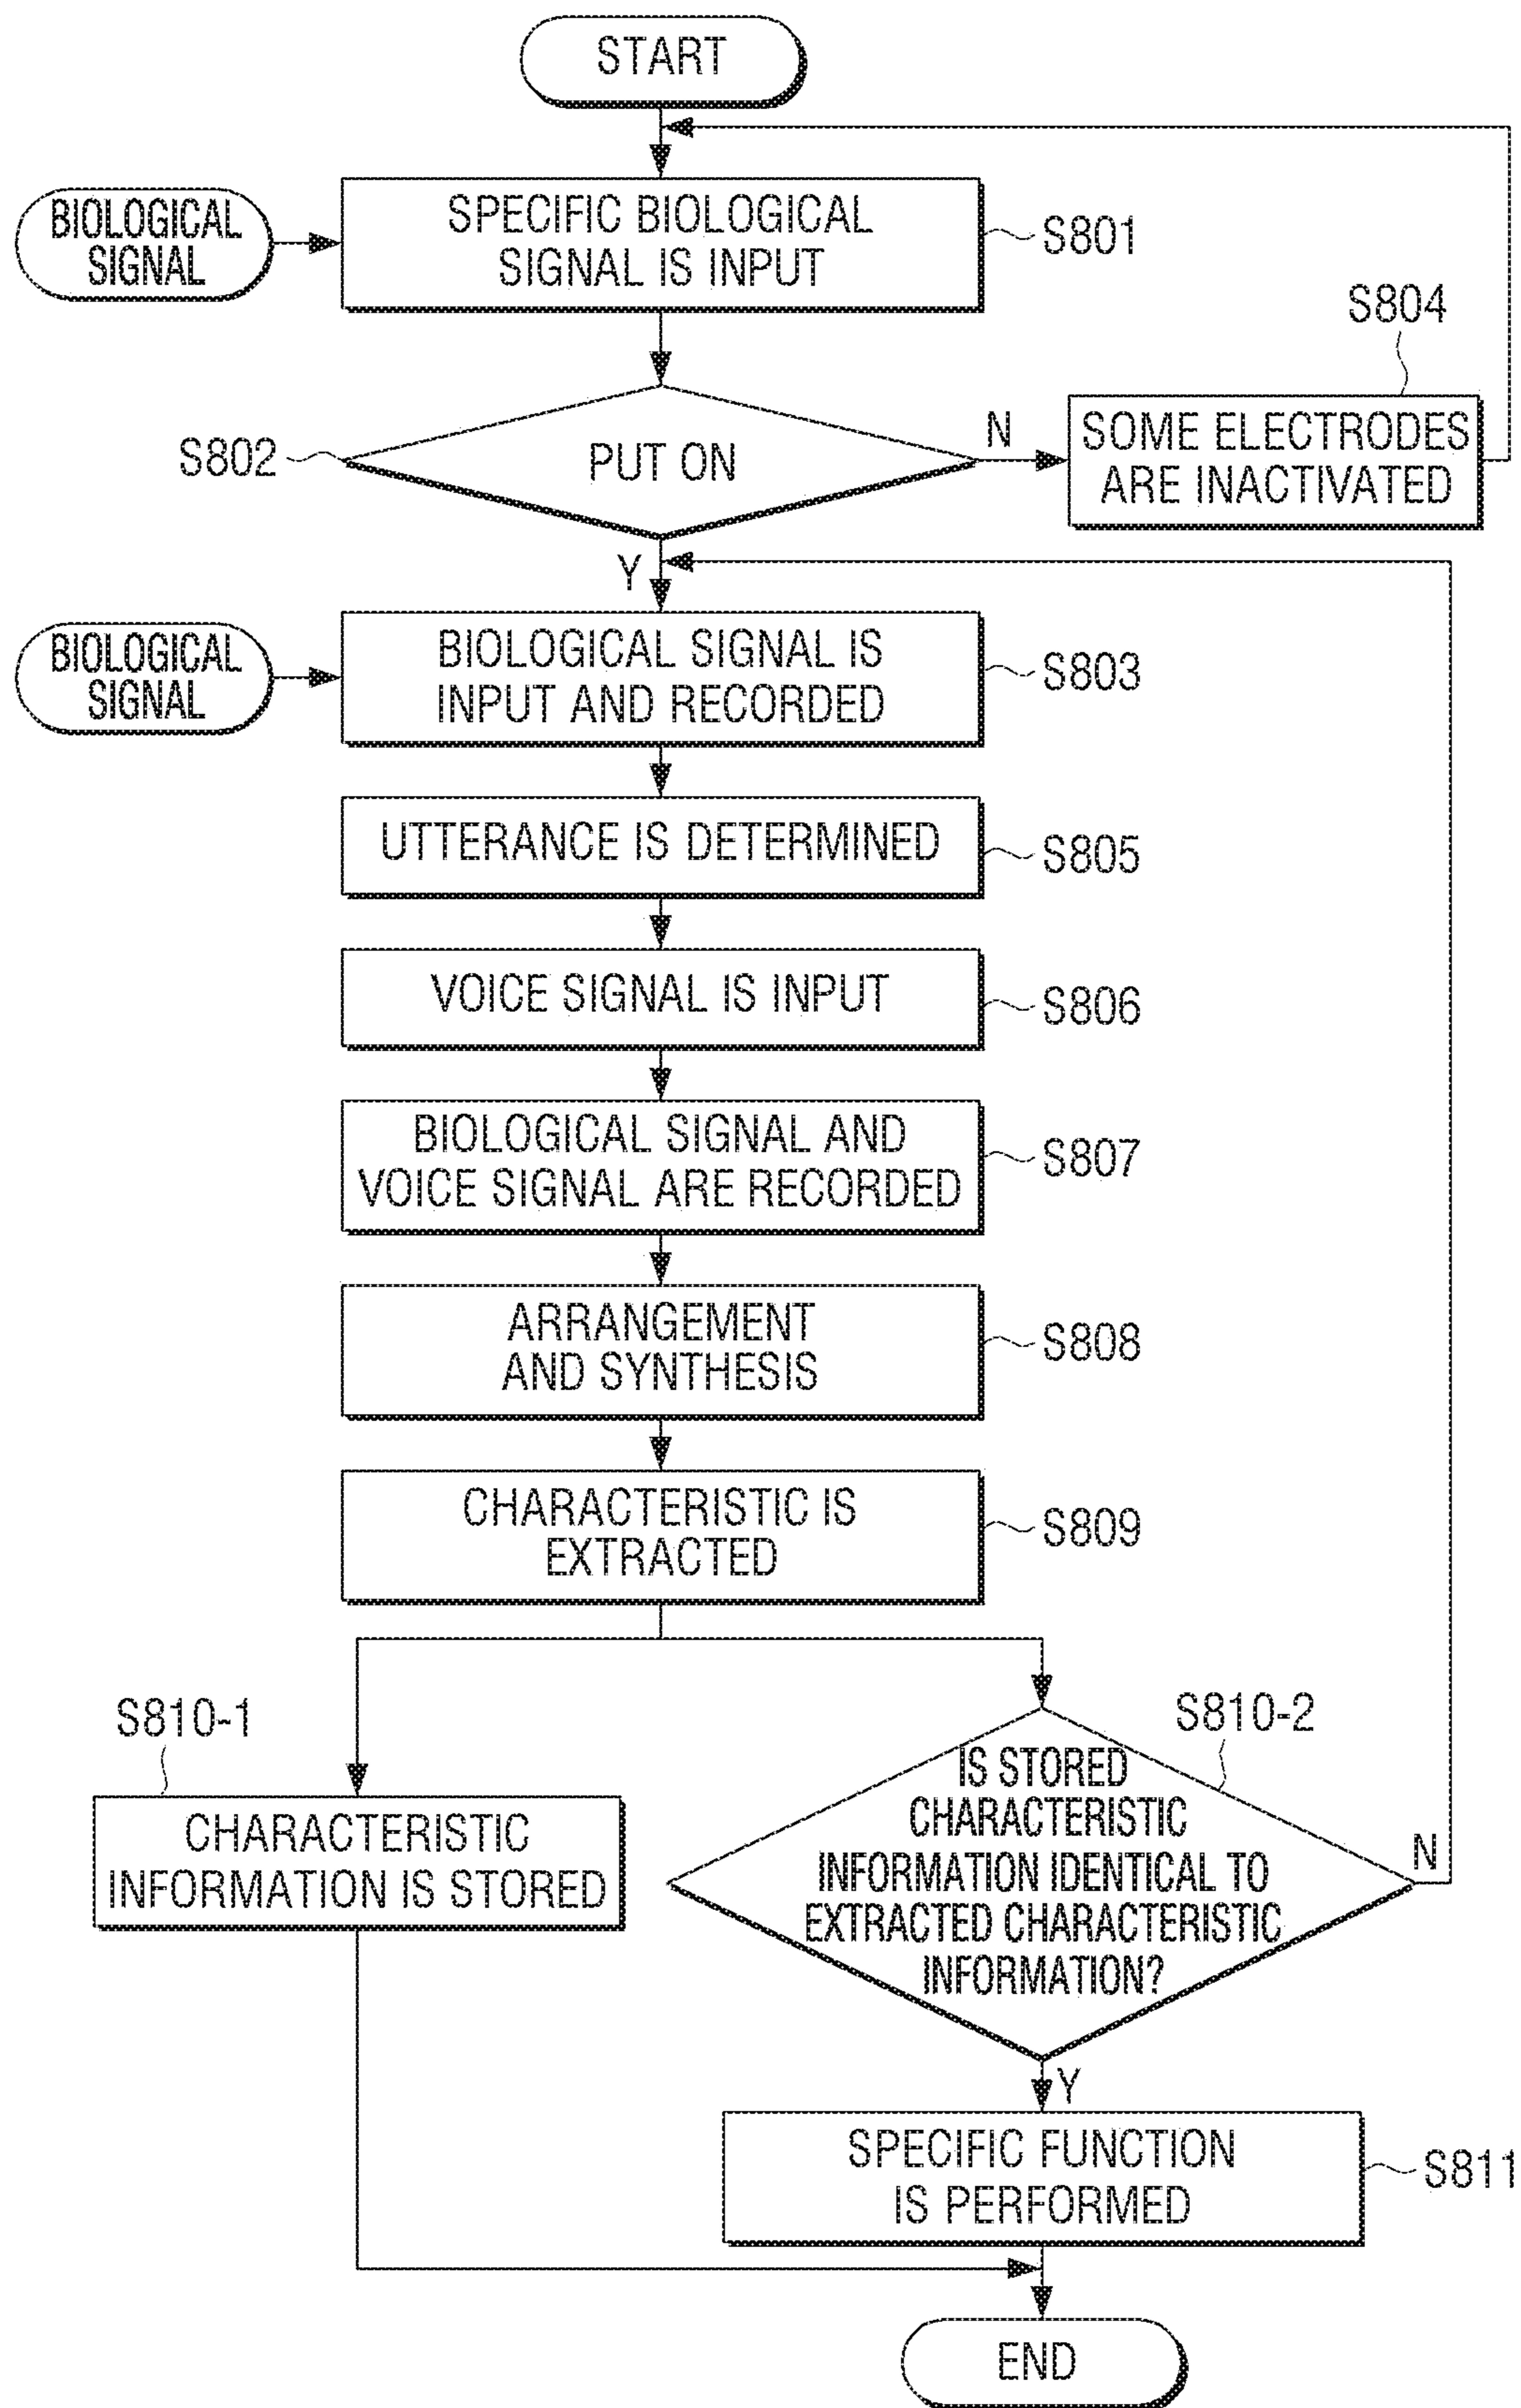 START
BIOLOGICAL
SIGNAL
SPECIFIC BIOLOGICAL
SIGNAL IS INPUT
S801
S804
S802
PUT ON
N
SOME ELECTRODES
ARE INACTIVATED
Y
BIOLOGICAL
SIGNAL
BIOLOGICAL SIGNAL IS
INPUT AND RECORDED
S803
UTTERANCE IS DETERMINED
S805
VOICE SIGNAL IS INPUT
S806
BIOLOGICAL SIGNAL AND
VOICE SIGNAL ARE RECORDED
S807
ARRANGEMENT
AND SYNTHESIS
S808
CHARACTERISTIC IS
EXTRACTED
S809
S810-1
CHARACTERISTIC
INFORMATION IS STORED
S810-2
IS STORED
CHARACTERISTIC
INFORMATION IDENTICAL TO
EXTRACTED CHARACTERISTIC
INFORMATION?
N
Y
SPECIFIC FUNCTION
IS PERFORMED
S811
END